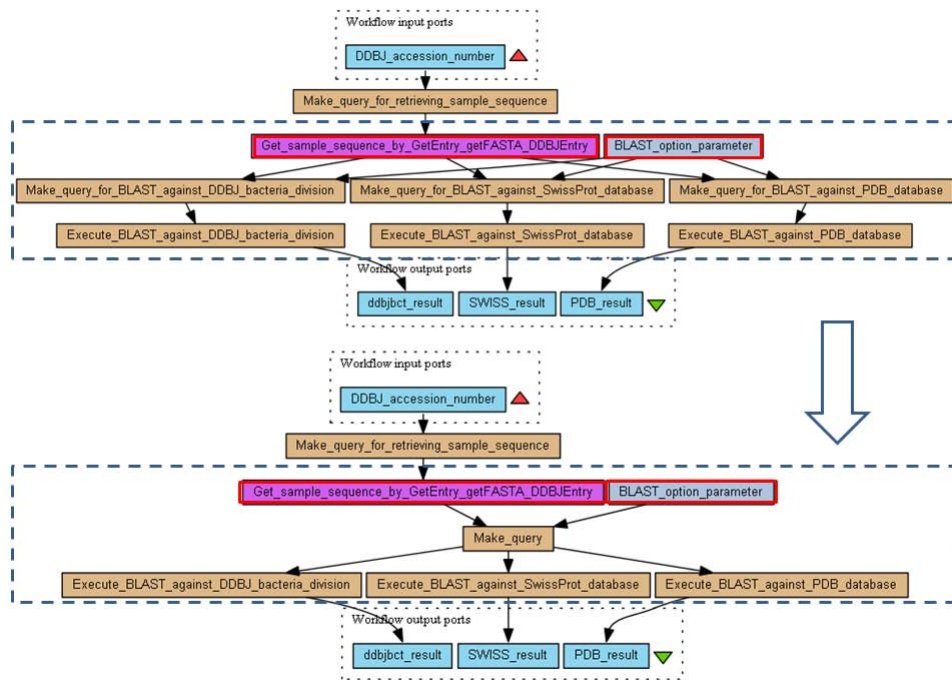 Workflow input ports
DDBJ_accession_number
Make_query_for_retrieving_sample_sequence
Get_sample_sequence_by_GetEntry_getFASTA_DDBJEntry
BLAST_option_parameter
Make_query_for_BLAST_against_DDBJ_bacteria_division
Make_query_for_BLAST_against_SwissProt_database
Make_query_for_BLAST_against_PDB_database
Execute_BLAST_against_DDBJ_bacteria_division
Execute_BLAST_against_SwissProt_database
Execute_BLAST_against_PDB_database
Workflow output ports
ddbjbct_result
SWISS_result
PDB_result
Workflow input ports
DDBJ_accession_number
Make_query_for_retrieving_sample_sequence
Get_sample_sequence_by_GetEntry_getFASTA_DDBJEntry
BLAST_option_parameter
Make_query
Execute_BLAST_against_DDBJ_bacteria_division
Execute_BLAST_against_SwissProt_database
Execute_BLAST_against_PDB_database
Workflow output ports
ddbjbct_result
SWISS_result
PDB_result